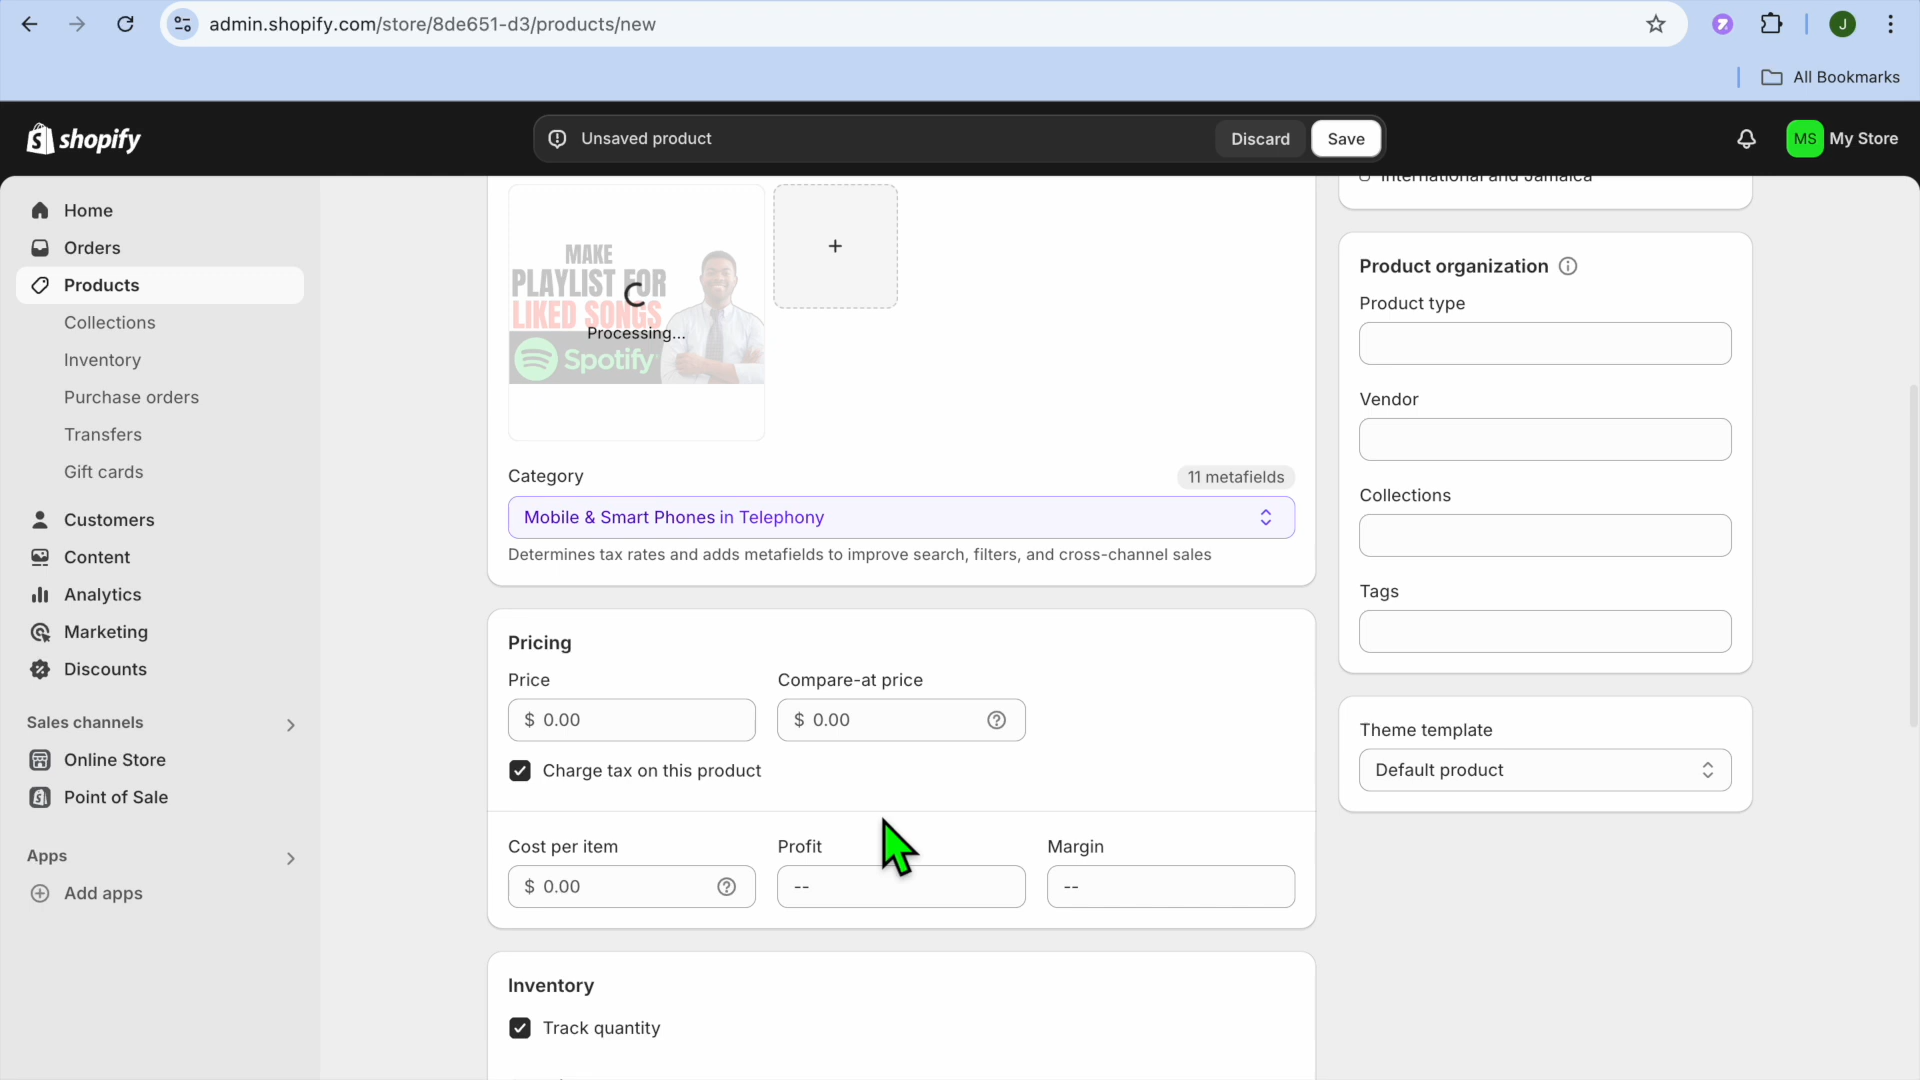 admin.shopify.com/store/8de651-d3/products/new
J
All Bookmarks
shopify
Unsaved product
Discard
Save
MS
My Store
Home
Orders
Products
Collections
Inventory
Purchase orders
Transfers
Gift cards
Customers
Content
Analytics
Marketing
Discounts
Sales channels
Online Store
Point of Sale
Apps
Add apps
MAKE
PLAYLIST FOR
LIKED SONGS
Processing...
Spotify
+
Category
11 metafields
Mobile & Smart Phones in Telephony
Determines tax rates and adds metafields to improve search, filters, and cross-channel sales
Pricing
Price
Compare-at price
$ 0.00
$ 0.00
Charge tax on this product
Cost per item
Profit
Margin
$ 0.00
--
--
Inventory
Track quantity
International and Jamaica
Product organization
Product type
Vendor
Collections
Tags
Theme template
Default product